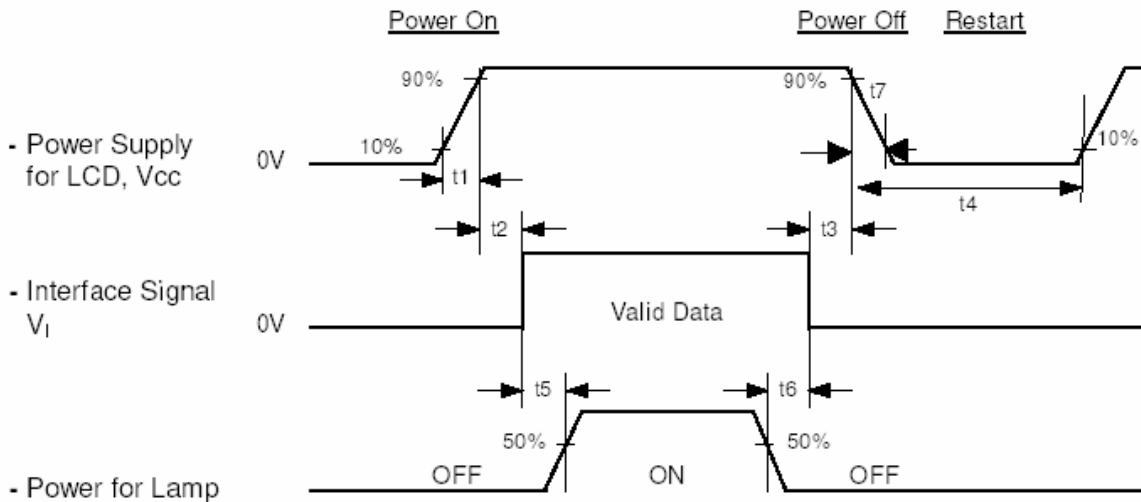 Power On
Power Off
Restart
90%
90%
t7
- Power Supply
for LCD, Vcc
0V
10%
10%
t1
t4
t2
t3
- Interface Signal
VI
0V
Valid Data
t5
t6
50%
50%
- Power for Lamp
OFF
ON
OFF